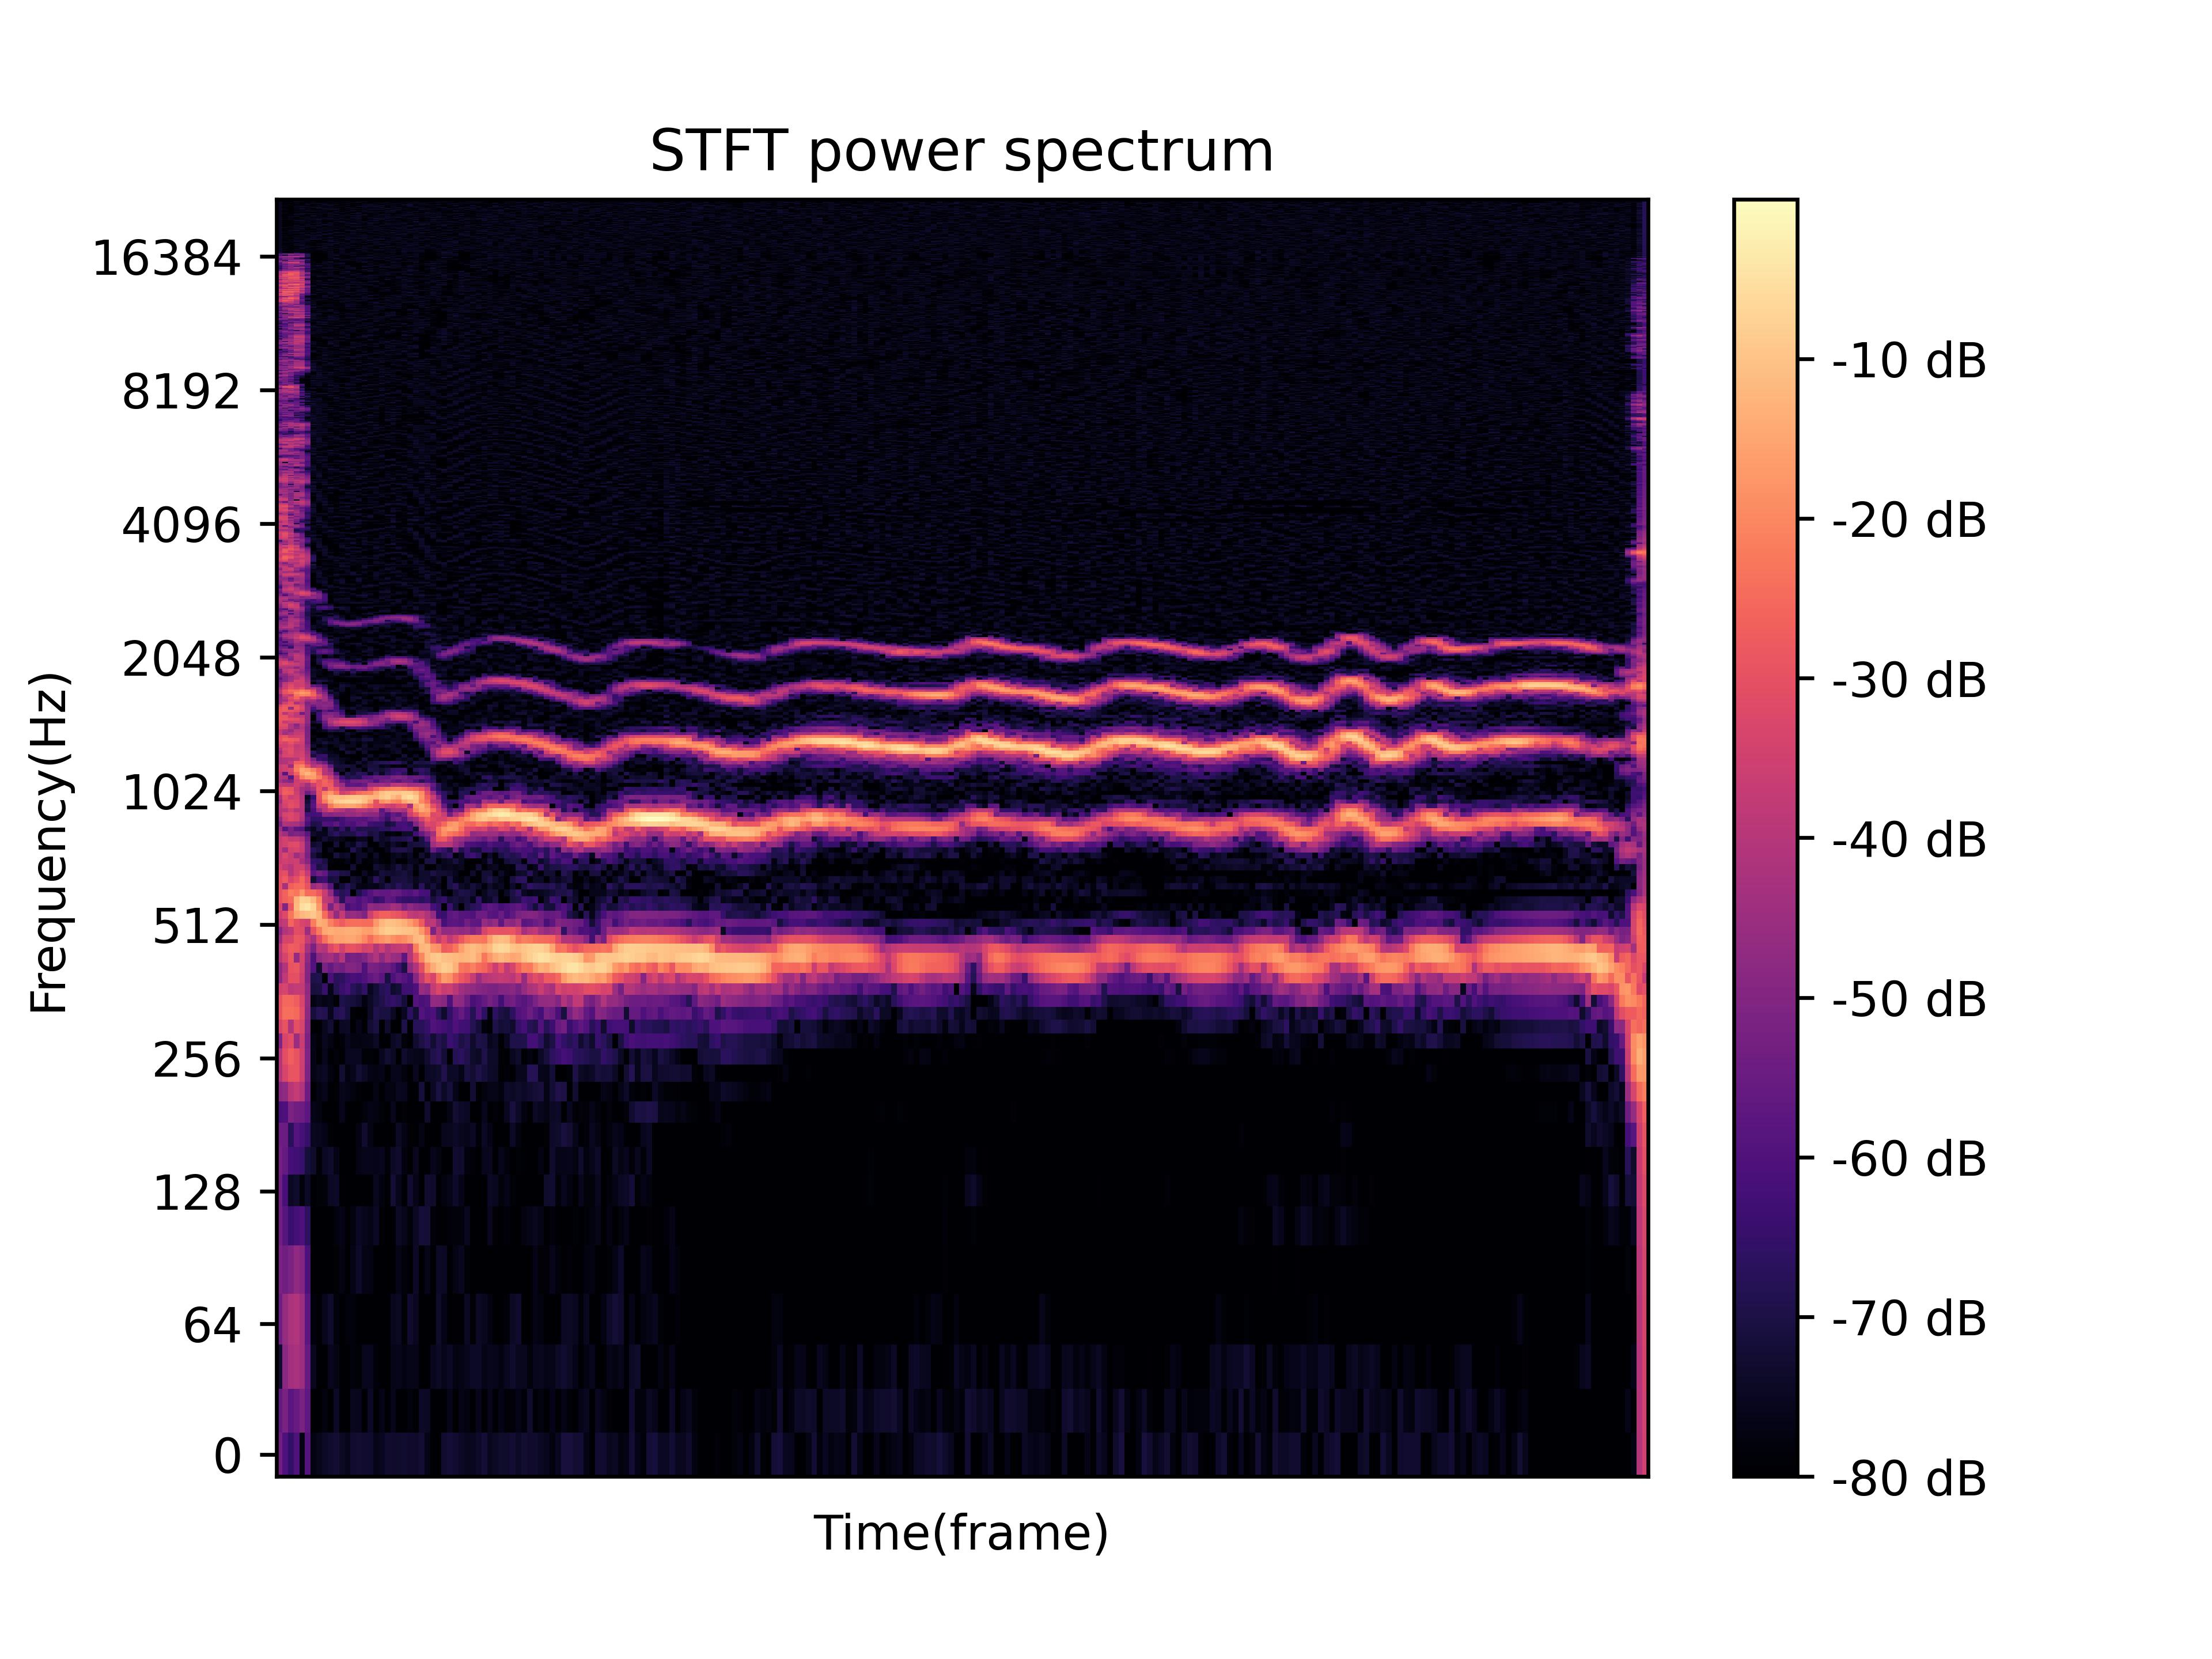 STFT power spectrum
Frequency(Hz)
16384
8192
4096
2048
1024
512
256
128
64
0
Time(frame)
-10 dB
-20 dB
-30 dB
-40 dB
-50 dB
-60 dB
-70 dB
-80 dB